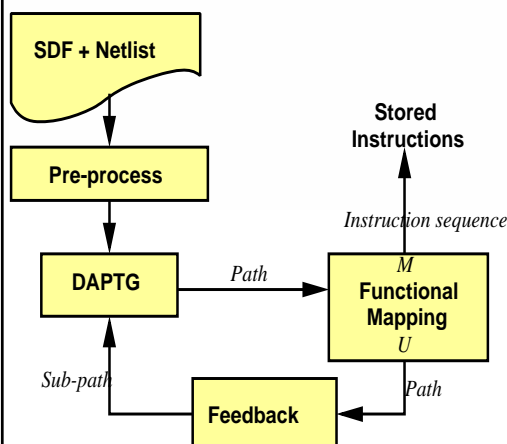 SDF + Netlist
Stored
Instructions
Pre-process
Instruction sequence
DAPTG
Path
M
Functional
Mapping
U
Sub-path
Path
Feedback